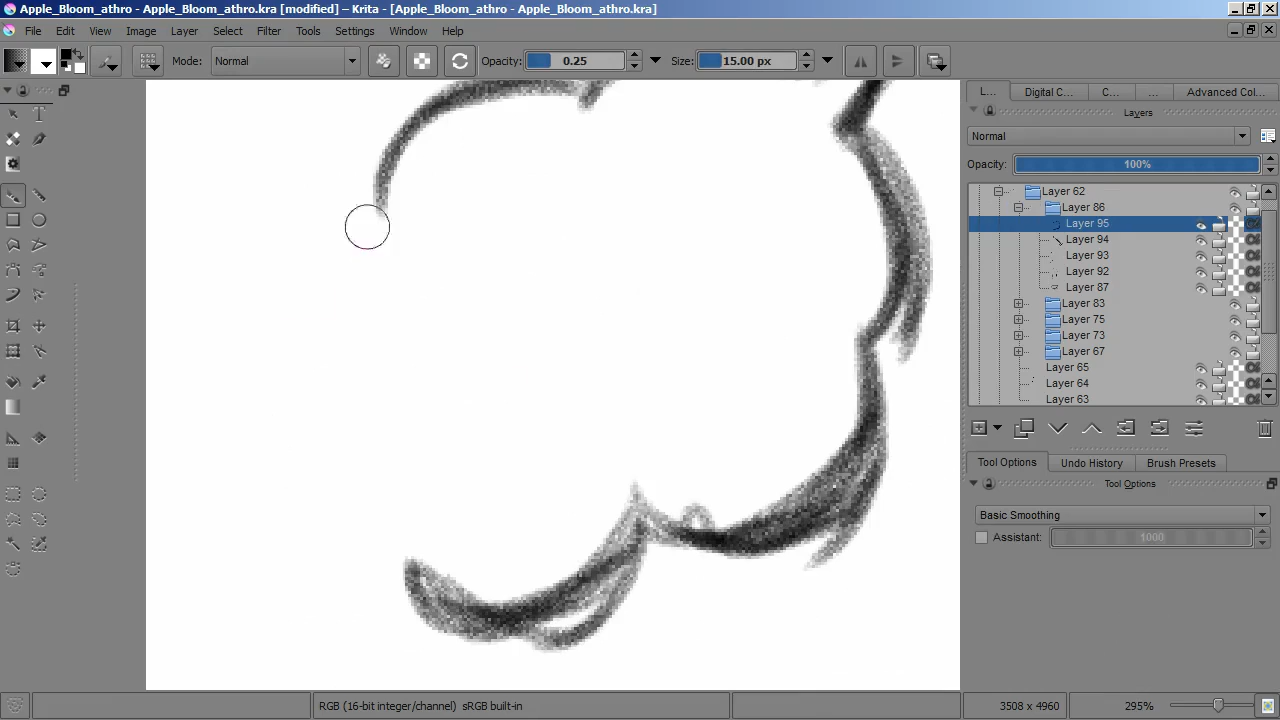 Apple_Bloom_athro - Apple_Bloom_athro.kra [modified] – Krita - [Apple_Bloom_athro - Apple_Bloom_athro.kra]
File Edit View Image Layer Select Filter Tools Settings Window Help
Mode: Normal Opacity: 0.25 Size: 15.00 px
L... Digital C... C... ... Advanced Col...
Layers
Normal
Opacity: 100%
Layer 62
Layer 86
Layer 95
Layer 94
Layer 93
Layer 92
Layer 87
Layer 83
Layer 75
Layer 73
Layer 67
Layer 65
Layer 64
Layer 63
Tool Options Undo History Brush Presets
Tool Options
Basic Smoothing
Assistant: 1000
RGB (16-bit integer/channel) sRGB built-in 3508 x 4960 295%